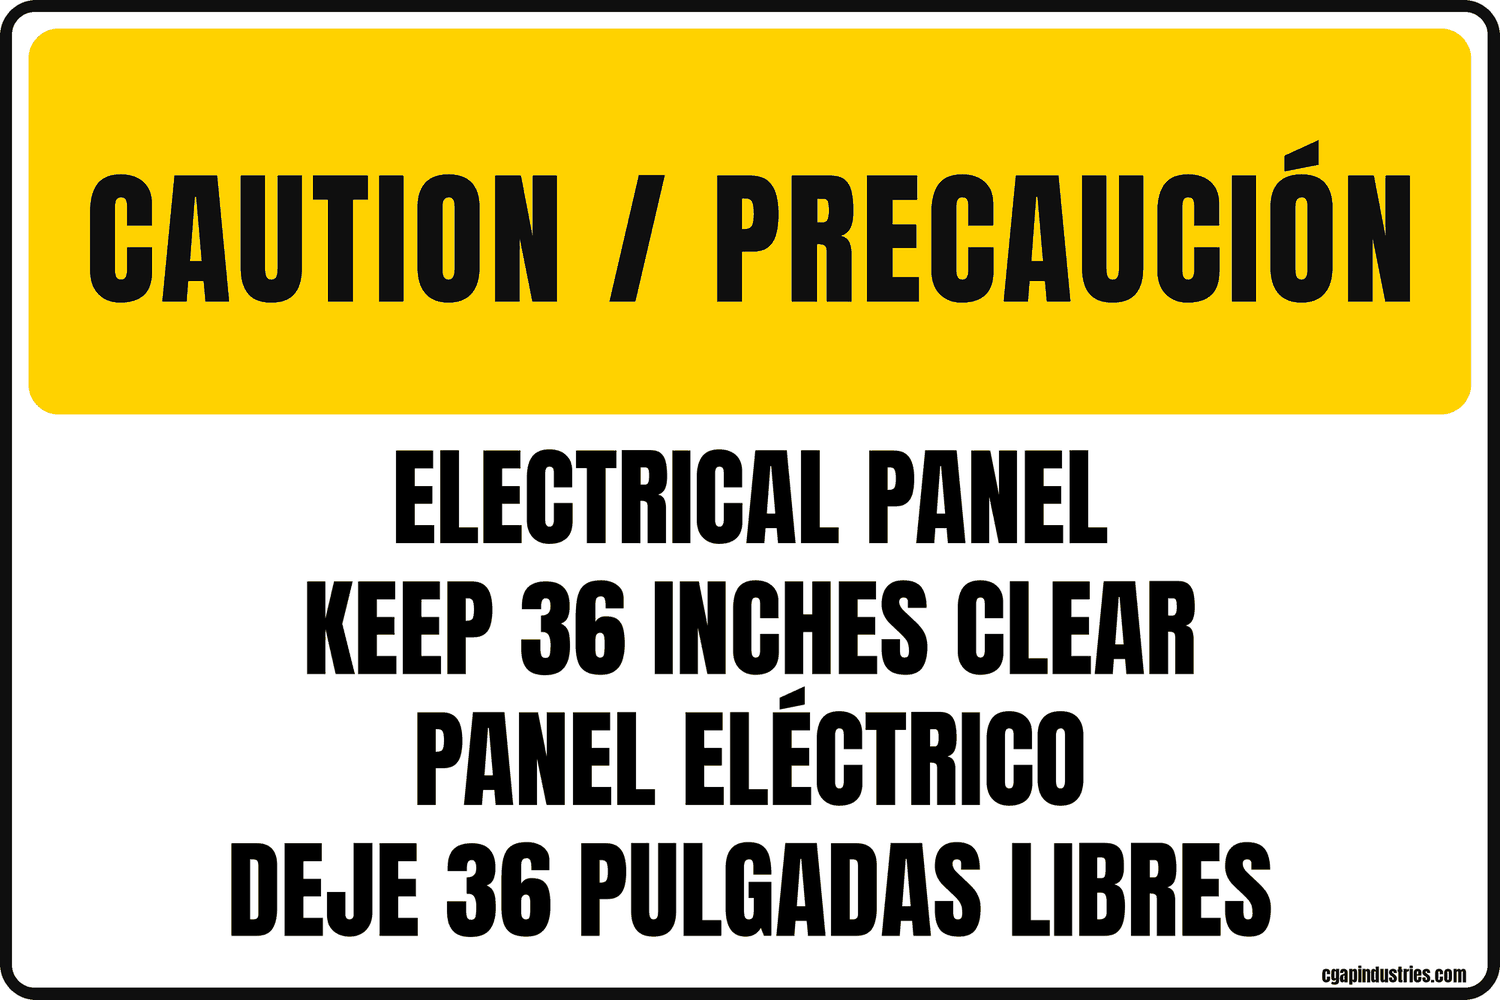 CAUTION / PRECAUCIÓN
ELECTRICAL PANEL
KEEP 36 INCHES CLEAR
PANEL ELÉCTRICO
DEJE 36 PULGADAS LIBRES
cgapindustries.com